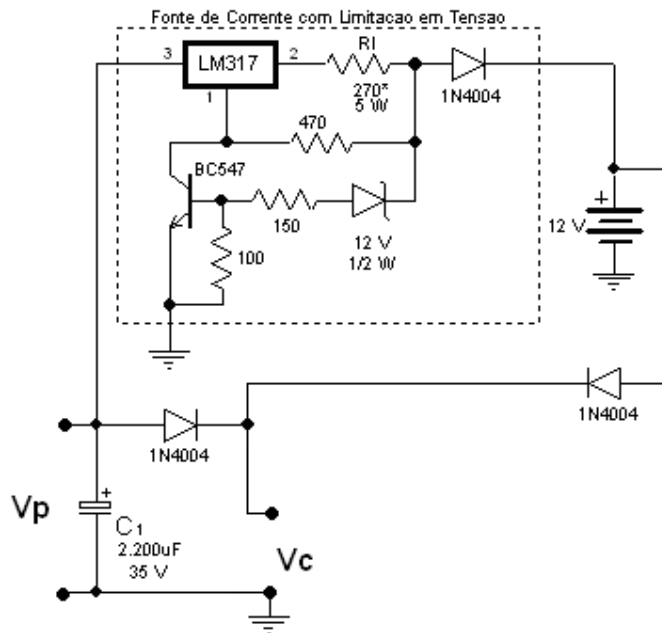 Fonte de Corrente com Limitacao em Tensao
3
LM317
2
RI
1N4004
270*
5 W
1
470
BC547
150
12 V
1/2 W
100
+
12 V
1N4004
1N4004
Vp
+
C1
2.200uF
35 V
Vc